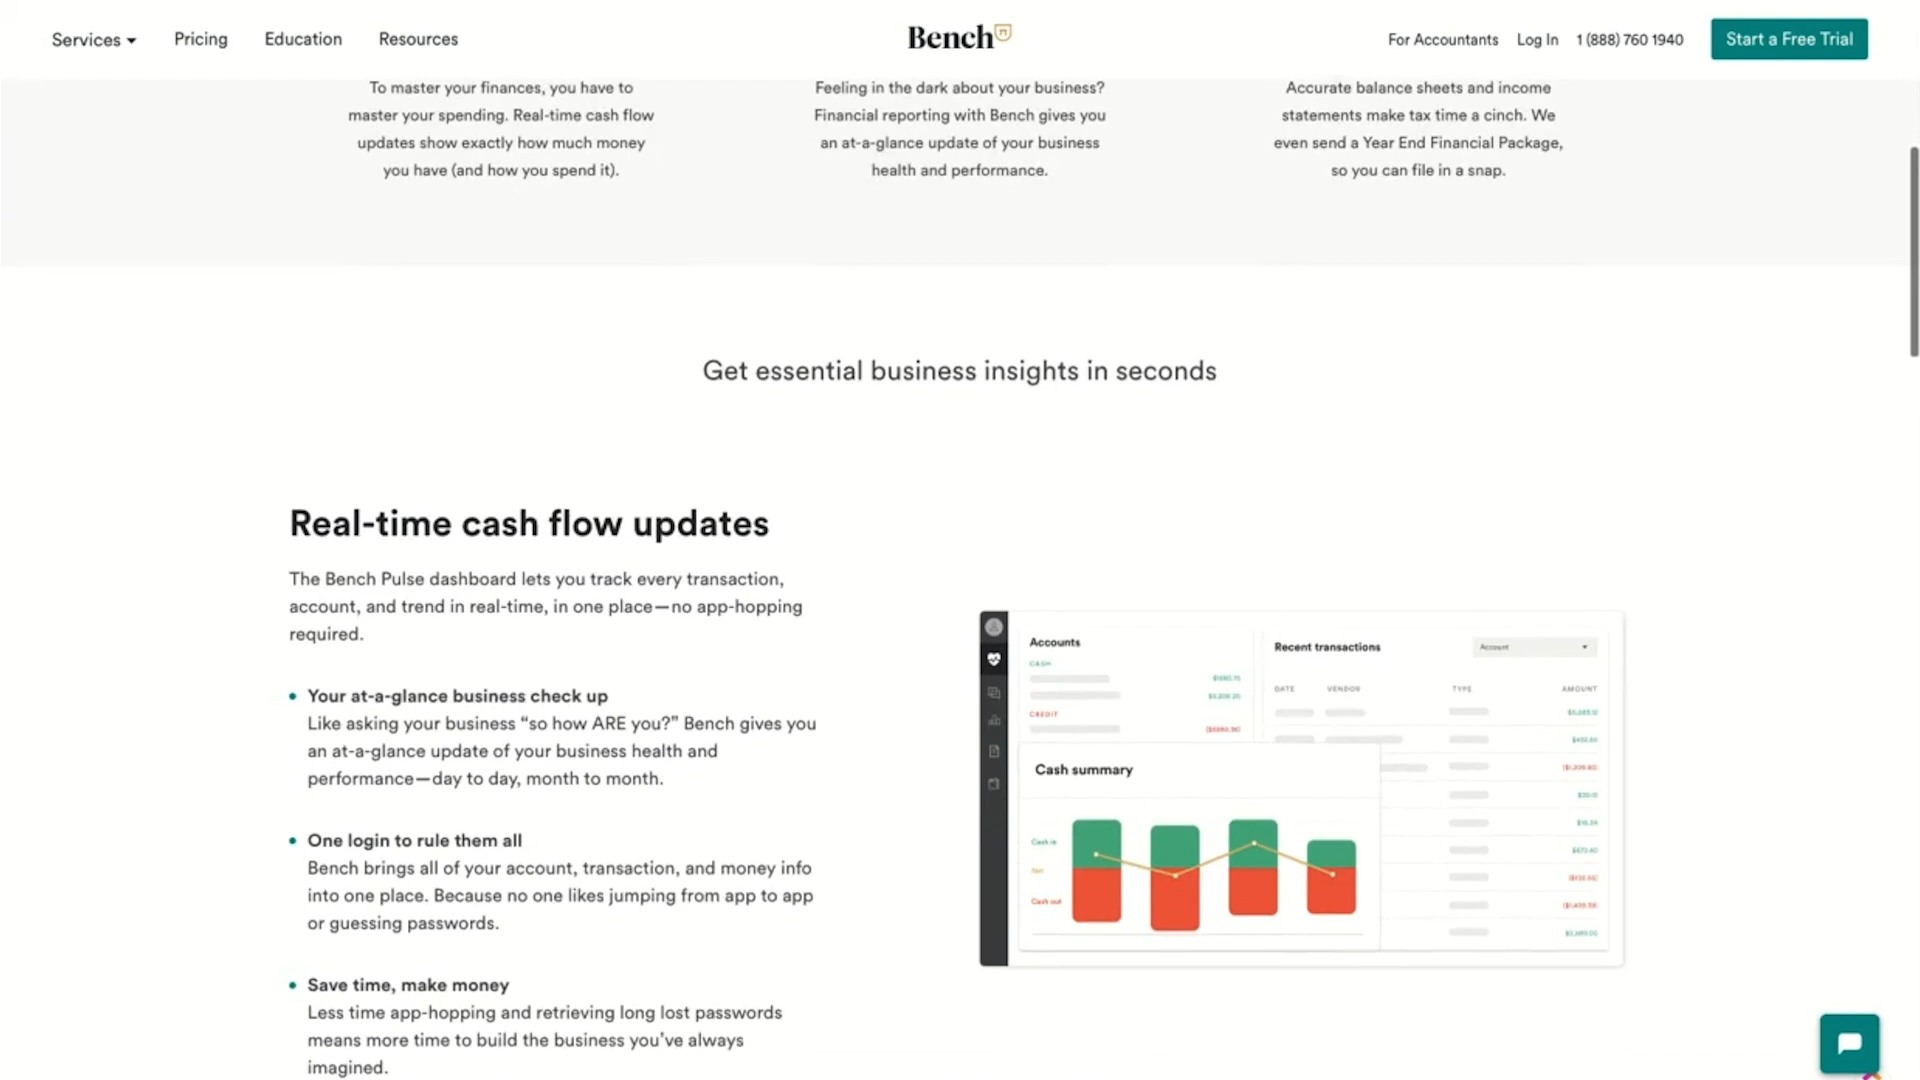 Services
Pricing
Education
Resources
Bench
For Accountants
Log In
1 (888) 760 1940
Start a Free Trial
To master your finances, you have to
master your spending. Real-time cash flow
updates show exactly how much money
you have (and how you spend it).
Feeling in the dark about your business?
Financial reporting with Bench gives you
an at-a-glance update of your business
health and performance.
Accurate balance sheets and income
statements make tax time a cinch. We
even send a Year End Financial Package,
so you can file in a snap.
Get essential business insights in seconds
Real-time cash flow updates
The Bench Pulse dashboard lets you track every transaction,
account, and trend in real-time, in one place—no app-hopping
required.
Your at-a-glance business check up
Like asking your business “so how ARE you?” Bench gives you
an at-a-glance update of your business health and
performance—day to day, month to month.
One login to rule them all
Bench brings all of your account, transaction, and money info
into one place. Because no one likes jumping from app to app
or guessing passwords.
Save time, make money
Less time app-hopping and retrieving long lost passwords
means more time to build the business you’ve always
imagined.
Accounts
CASH
CREDIT
Recent transactions
Account
DATE
VENDOR
TYPE
AMOUNT
Cash summary
Cash in
Net
Cash out